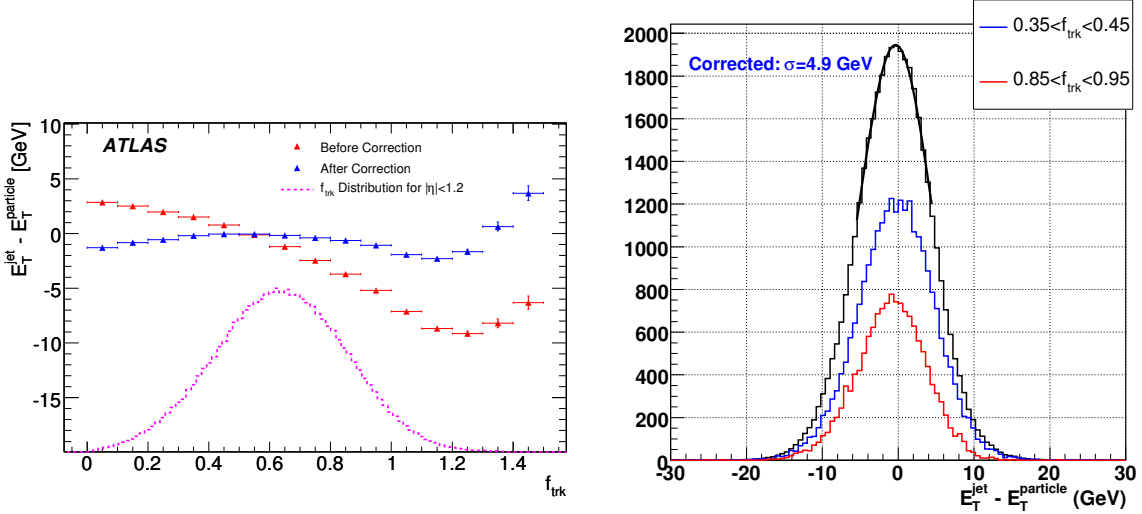 10
5
0
-5
-10
-15
E_T^jet - E_T^particle [GeV]
ATLAS
Before Correction
After Correction
f_trk Distribution for |η|<1.2
0 0.2 0.4 0.6 0.8 1 1.2 1.4
f_trk
0.35<f_trk<0.45
0.85<f_trk<0.95
Corrected: σ=4.9 GeV
2000
1800
1600
1400
1200
1000
800
600
400
200
0
-30 -20 -10 0 10 20 30
E_T^jet - E_T^particle (GeV)